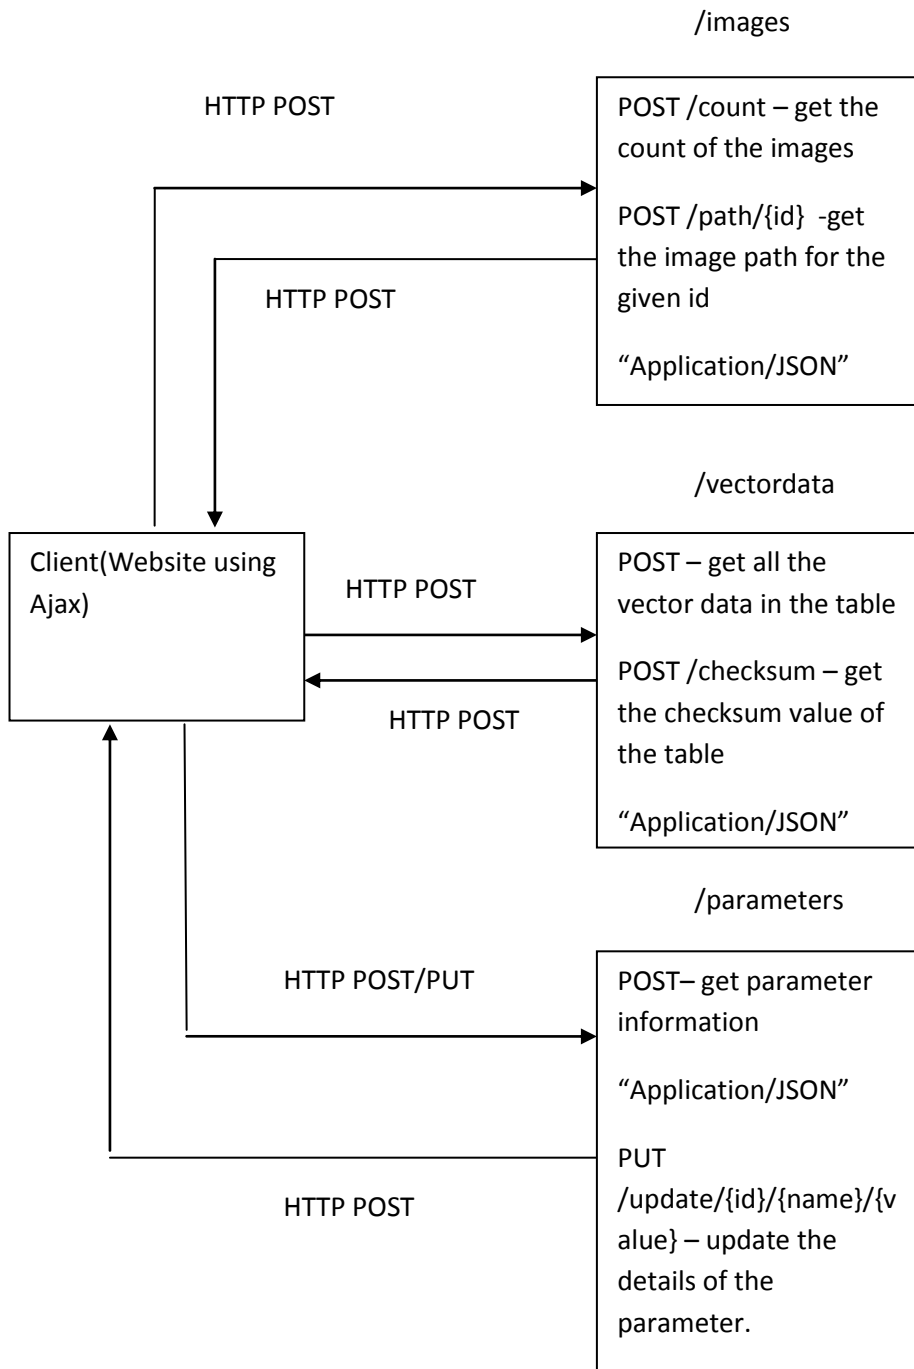 /images
HTTP POST
POST /count – get the
count of the images
POST /path/{id} -get
the image path for the
given id
“Application/JSON”
HTTP POST
/vectordata
Client(Website using
Ajax)
HTTP POST
POST – get all the
vector data in the table
POST /checksum – get
the checksum value of
the table
“Application/JSON”
HTTP POST
/parameters
HTTP POST/PUT
POST– get parameter
information
“Application/JSON”
PUT
/update/{id}/{name}/{v
alue} – update the
details of the
parameter.
HTTP POST